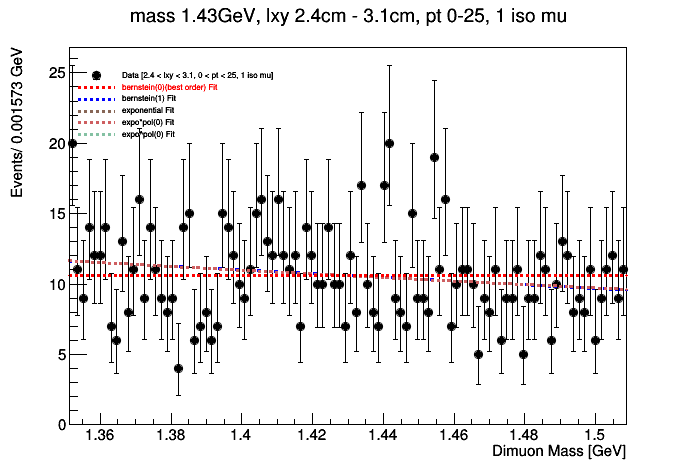 mass 1.43GeV, lxy 2.4cm - 3.1cm, pt 0-25, 1 iso mu
Events/ 0.001573 GeV
Data [2.4 < lxy < 3.1, 0 < pt < 25, 1 iso mu]
bernstein(0)(best order) Fit
bernstein(1) Fit
exponential Fit
expo*pol(0) Fit
expo*pol(0) Fit
25
20
15
10
5
0
1.36 1.38 1.4 1.42 1.44 1.46 1.48 1.5
Dimuon Mass [GeV]